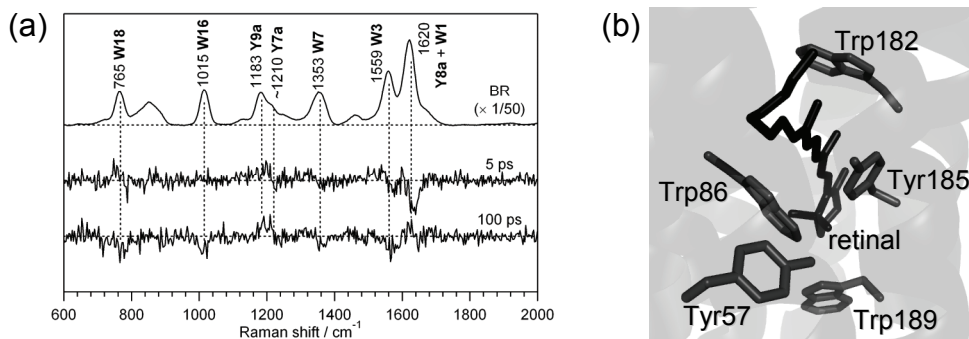 (a)
765 W18
1015 W16
1183 Y9a
~1210 Y7a
1353 W7
1559 W3
1620
Y8a + W1
BR
(× 1/50)
5 ps
100 ps
600 800 1000 1200 1400 1600 1800 2000
Raman shift / cm⁻¹
(b)
Trp182
Trp86
Tyr185
retinal
Tyr57
Trp189